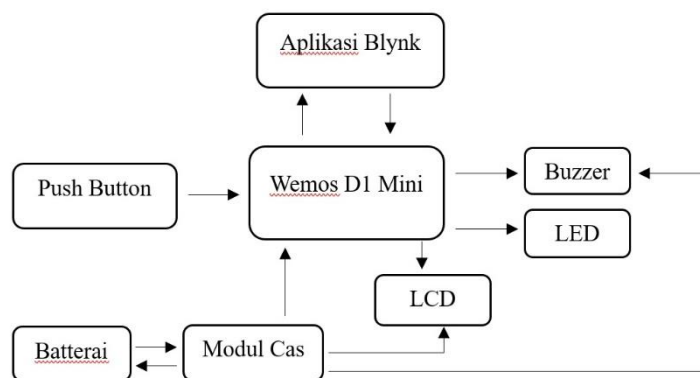 Aplikasi Blynk
Push Button
Wemos D1 Mini
Buzzer
LED
LCD
Batterai
Modul Cas